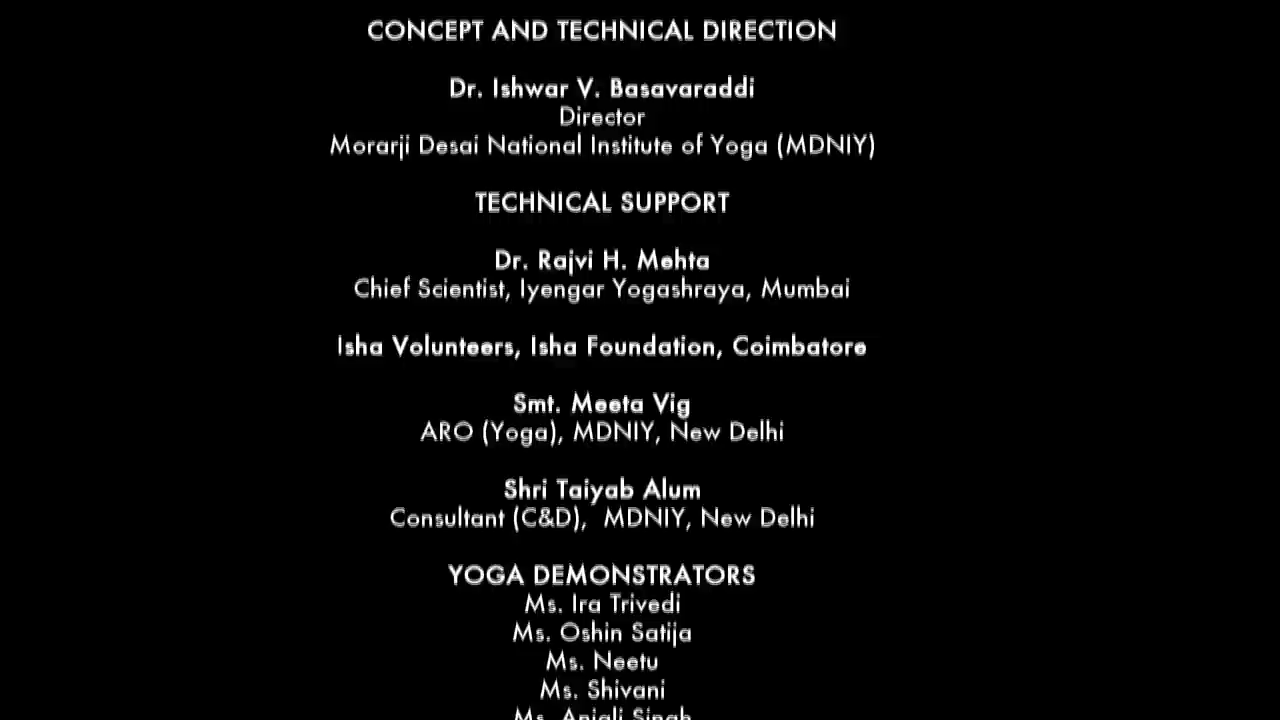 CONCEPT AND TECHNICAL DIRECTION
Dr. Ishwar V. Basavaraddi
Director
Morarji Desai National Institute of Yoga (MDNIY)
TECHNICAL SUPPORT
Dr. Rajvi H. Mehta
Chief Scientist, Iyengar Yogashraya, Mumbai
Isha Volunteers, Isha Foundation, Coimbatore
Smt. Meeta Vig
ARO (Yoga), MDNIY, New Delhi
Shri Taiyab Alum
Consultant (C&D), MDNIY, New Delhi
YOGA DEMONSTRATORS
Ms. Ira Trivedi
Ms. Oshin Satija
Ms. Neetu
Ms. Shivani
Ms. Anjali Singh